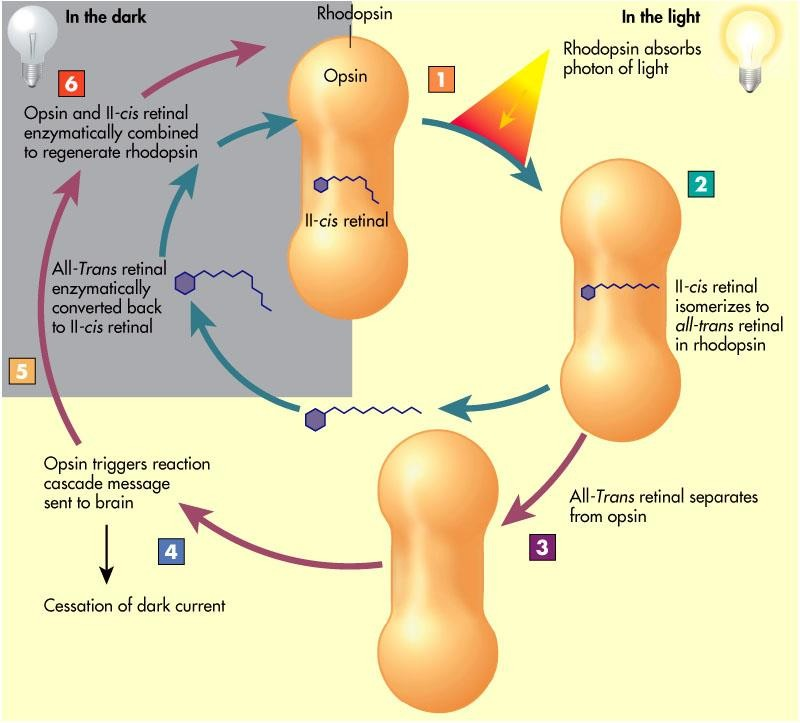 In the dark
Rhodopsin
In the light
Opsin
1
Rhodopsin absorbs
photon of light
6
Opsin and II-cis retinal
enzymatically combined
to regenerate rhodopsin
2
II-cis retinal
All-Trans retinal
enzymatically
converted back
to II-cis retinal
II-cis retinal
isomerizes to
all-trans retinal
in rhodopsin
5
Opsin triggers reaction
cascade message
sent to brain
All-Trans retinal separates
from opsin
3
4
Cessation of dark current